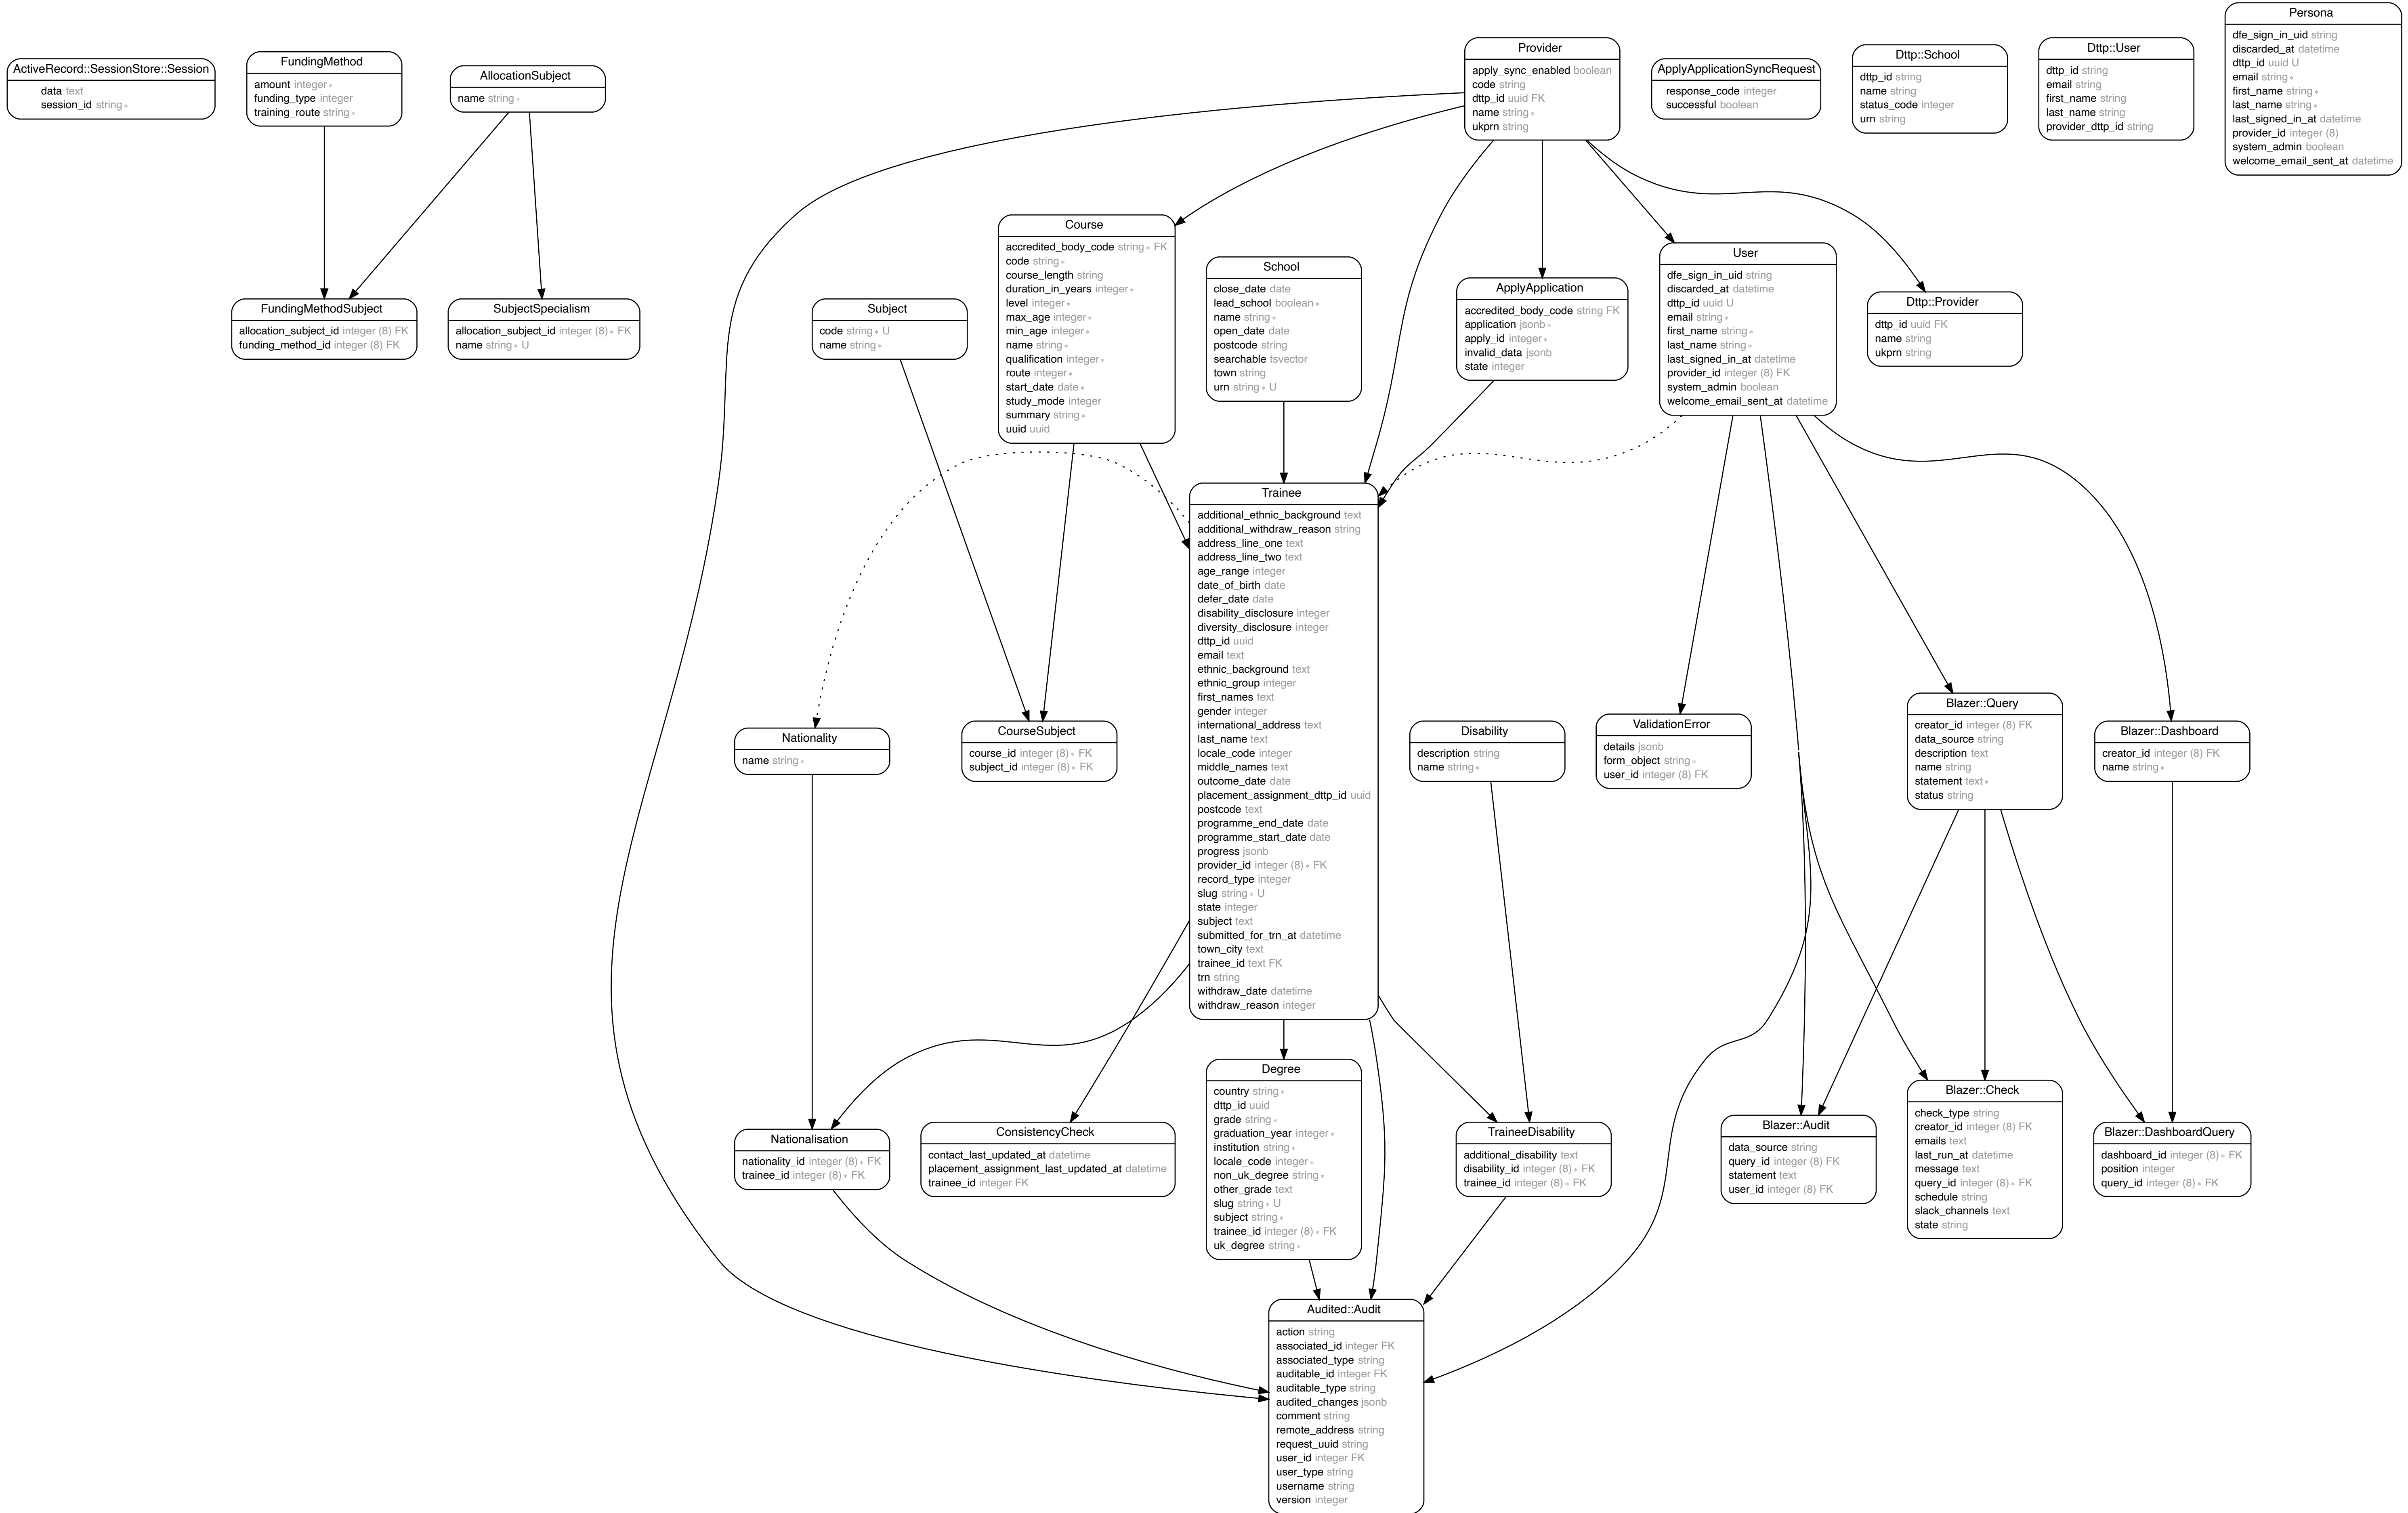 ActiveRecord::SessionStore::Session
data text
session_id string ∗
FundingMethod
amount integer ∗
funding_type integer
training_route string ∗
AllocationSubject
name string ∗
Provider
apply_sync_enabled boolean
code string
dttp_id uuid FK
name string ∗
ukprn string
ApplyApplicationSyncRequest
response_code integer
successful boolean
Dttp::School
dttp_id string
name string
status_code integer
urn string
Dttp::User
dttp_id string
email string
first_name string
last_name string
provider_dttp_id string
Persona
dfe_sign_in_uid string
discarded_at datetime
dttp_id uuid U
email string ∗
first_name string ∗
last_name string ∗
last_signed_in_at datetime
provider_id integer (8)
system_admin boolean
welcome_email_sent_at datetime
FundingMethodSubject
allocation_subject_id integer (8) FK
funding_method_id integer (8) FK
SubjectSpecialism
allocation_subject_id integer (8) ∗ FK
name string ∗ U
Subject
code string ∗ U
name string ∗
Course
accredited_body_code string ∗ FK
code string ∗
course_length string
duration_in_years integer ∗
level integer ∗
max_age integer ∗
min_age integer ∗
name string ∗
qualification integer ∗
route integer ∗
start_date date ∗
study_mode integer
summary string ∗
uuid uuid
School
close_date date
lead_school boolean ∗
name string ∗
open_date date
postcode string
searchable tsvector
town string
urn string ∗ U
ApplyApplication
accredited_body_code string FK
application jsonb ∗
apply_id integer ∗
invalid_data jsonb
state integer
User
dfe_sign_in_uid string
discarded_at datetime
dttp_id uuid U
email string ∗
first_name string ∗
last_name string ∗
last_signed_in_at datetime
provider_id integer (8) FK
system_admin boolean
welcome_email_sent_at datetime
Dttp::Provider
dttp_id uuid FK
name string
ukprn string
Trainee
additional_ethnic_background text
additional_withdraw_reason string
address_line_one text
address_line_two text
age_range integer
date_of_birth date
defer_date date
disability_disclosure integer
diversity_disclosure integer
dttp_id uuid
email text
ethnic_background text
ethnic_group integer
first_names text
gender integer
international_address text
last_name text
locale_code integer
middle_names text
outcome_date date
placement_assignment_dttp_id uuid
postcode text
programme_end_date date
programme_start_date date
progress jsonb
provider_id integer (8) ∗ FK
record_type integer
slug string ∗ U
state integer
subject text
submitted_for_trn_at datetime
town_city text
trainee_id text FK
trn string
withdraw_date datetime
withdraw_reason integer
Nationality
name string ∗
CourseSubject
course_id integer (8) ∗ FK
subject_id integer (8) ∗ FK
Disability
description string
name string ∗
ValidationError
details jsonb
form_object string ∗
user_id integer (8) FK
Blazer::Query
creator_id integer (8) FK
data_source string
description text
name string
statement text ∗
status string
Blazer::Dashboard
creator_id integer (8) FK
name string ∗
Nationalisation
nationality_id integer (8) ∗ FK
trainee_id integer (8) ∗ FK
ConsistencyCheck
contact_last_updated_at datetime
placement_assignment_last_updated_at datetime
trainee_id integer FK
Degree
country string ∗
dttp_id uuid
grade string ∗
graduation_year integer ∗
institution string ∗
locale_code integer ∗
non_uk_degree string ∗
other_grade text
slug string ∗ U
subject string ∗
trainee_id integer (8) ∗ FK
uk_degree string ∗
TraineeDisability
additional_disability text
disability_id integer (8) ∗ FK
trainee_id integer (8) ∗ FK
Blazer::Audit
data_source string
query_id integer (8) FK
statement text
user_id integer (8) FK
Blazer::Check
check_type string
creator_id integer (8) FK
emails text
last_run_at datetime
message text
query_id integer (8) ∗ FK
schedule string
slack_channels text
state string
Blazer::DashboardQuery
dashboard_id integer (8) ∗ FK
position integer
query_id integer (8) ∗ FK
Audited::Audit
action string
associated_id integer FK
associated_type string
auditable_id integer FK
auditable_type string
audited_changes jsonb
comment string
remote_address string
request_uuid string
user_id integer FK
user_type string
username string
version integer